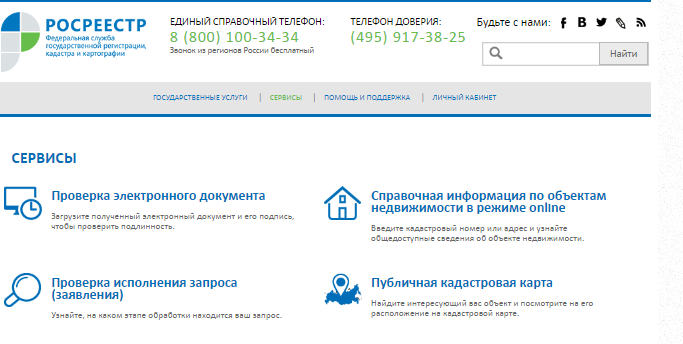 РОСРЕЕСТР
Федеральная служба
государственной регистрации,
кадастра и картографии
ЕДИНЫЙ СПРАВОЧНЫЙ ТЕЛЕФОН:
8 (800) 100-34-34
Звонок из регионов России бесплатный
ТЕЛЕФОН ДОВЕРИЯ:
(495) 917-38-25
Будьте с нами:
Найти
ГОСУДАРСТВЕННЫЕ УСЛУГИ | СЕРВИСЫ | ПОМОЩЬ И ПОДДЕРЖКА | ЛИЧНЫЙ КАБИНЕТ
СЕРВИСЫ
Проверка электронного документа
Загрузите полученный электронный документ и его подпись,
чтобы проверить подлинность.
Справочная информация по объектам
недвижимости в режиме online
Введите кадастровый номер или адрес и узнайте
общедоступные сведения об объекте недвижимости.
Проверка исполнения запроса
(заявления)
Узнайте, на каком этапе обработки находится ваш запрос.
Публичная кадастровая карта
Найдите интересующий вас объект и посмотрите на его
расположение на кадастровой карте.